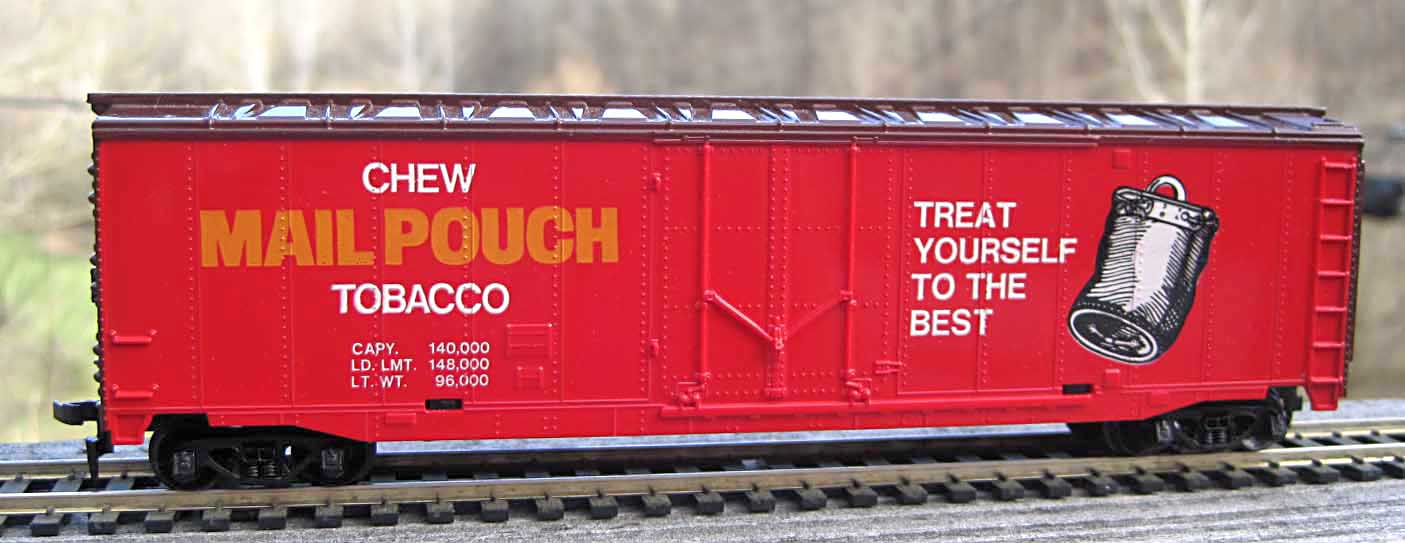 CHEW
MAIL POUCH
TOBACCO
CAPY. 140,000
LD. LMT. 148,000
LT. WT. 96,000
TREAT
YOURSELF
TO THE
BEST